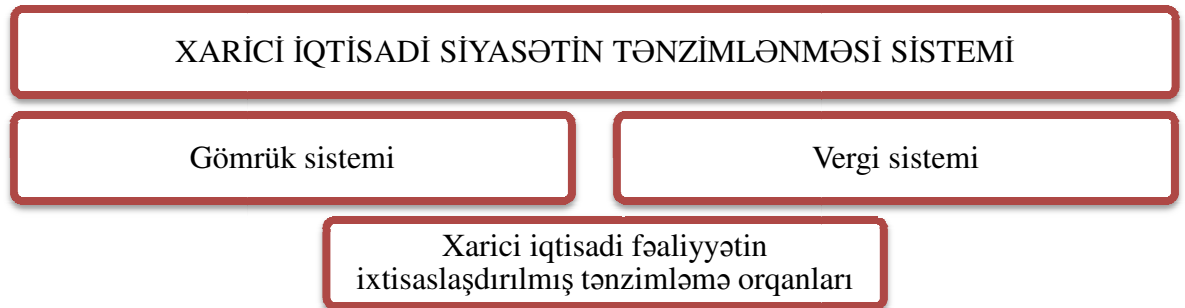 XARİCİ İQTİSADİ SİYASƏTİN TƏNZİMLƏNMƏSİ SİSTEMİ
Gömrük sistemi
Vergi sistemi
Xarici iqtisadi fəaliyyətin
ixtisaslaşdırılmış tənzimləmə orqanları